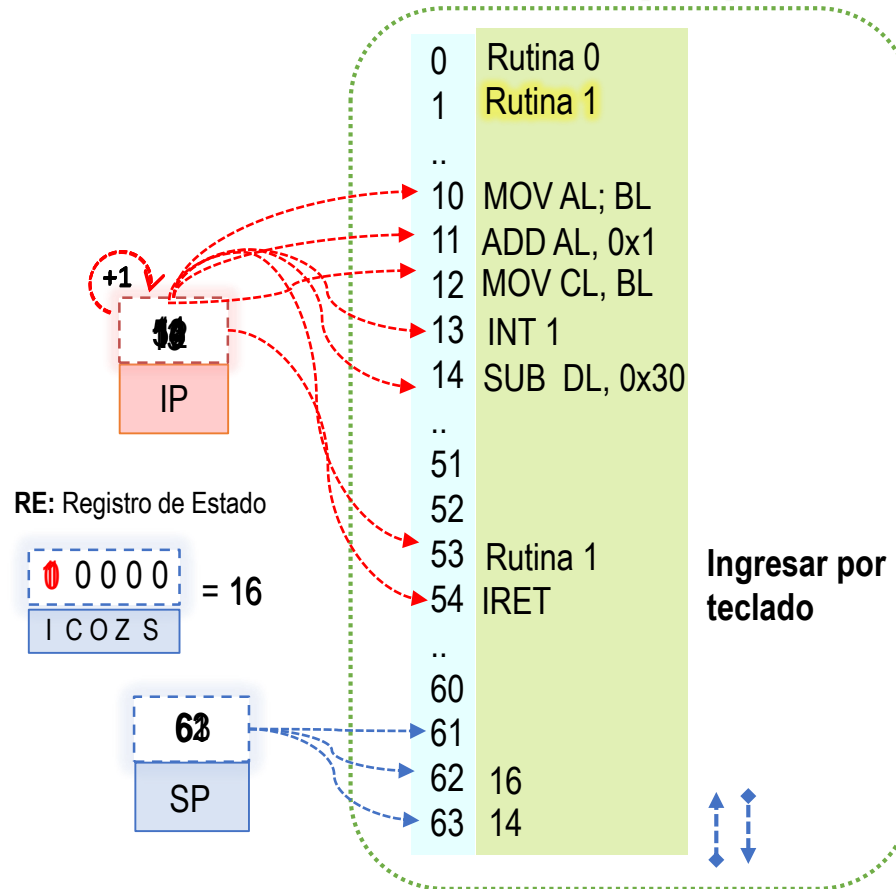 0 Rutina 0
1 Rutina 1
..
10 MOV AL; BL
11 ADD AL, 0x1
12 MOV CL, BL
13 INT 1
14 SUB DL, 0x30
..
51
52
53 Rutina 1
54 IRET
..
60
61
62 16
63 14
+1
IP
RE: Registro de Estado
0 0 0 0
= 16
I C O Z S
SP
Ingresar por
teclado